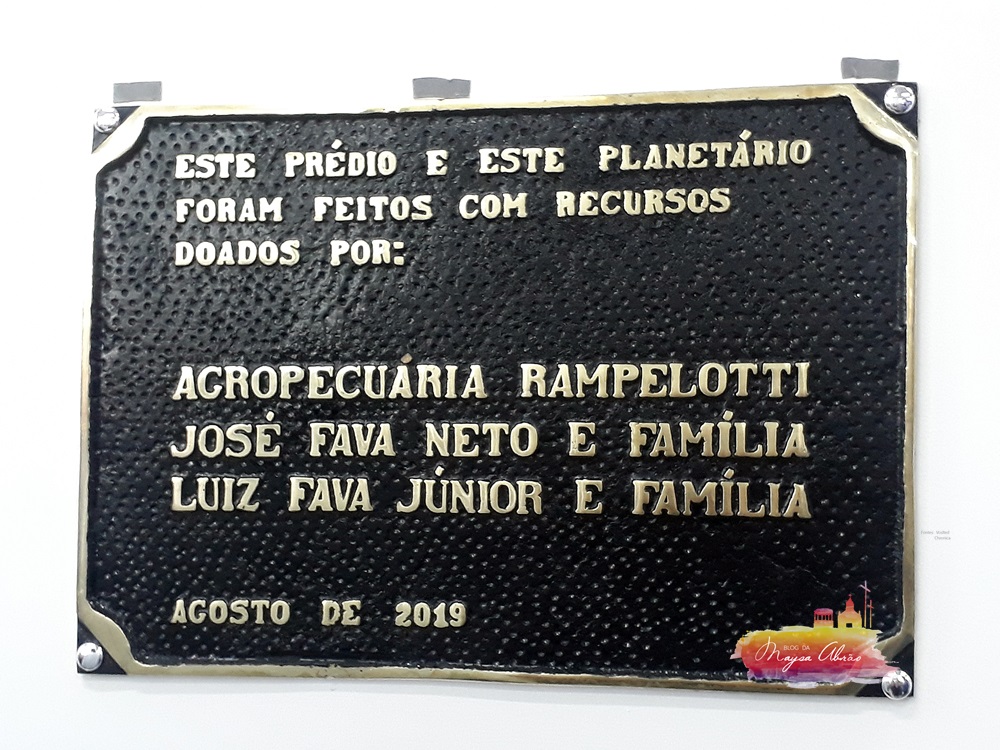 ESTE PRÉDIO E ESTE PLANETÁRIO
FORAM FEITOS COM RECURSOS
DOADOS POR:
AGROPECUÁRIA RAMPELOTTI
JOSÉ FAVA NETO E FAMÍLIA
LUIZ FAVA JÚNIOR E FAMÍLIA
AGOSTO DE 2019
BLOG DA
Maysa Abrão